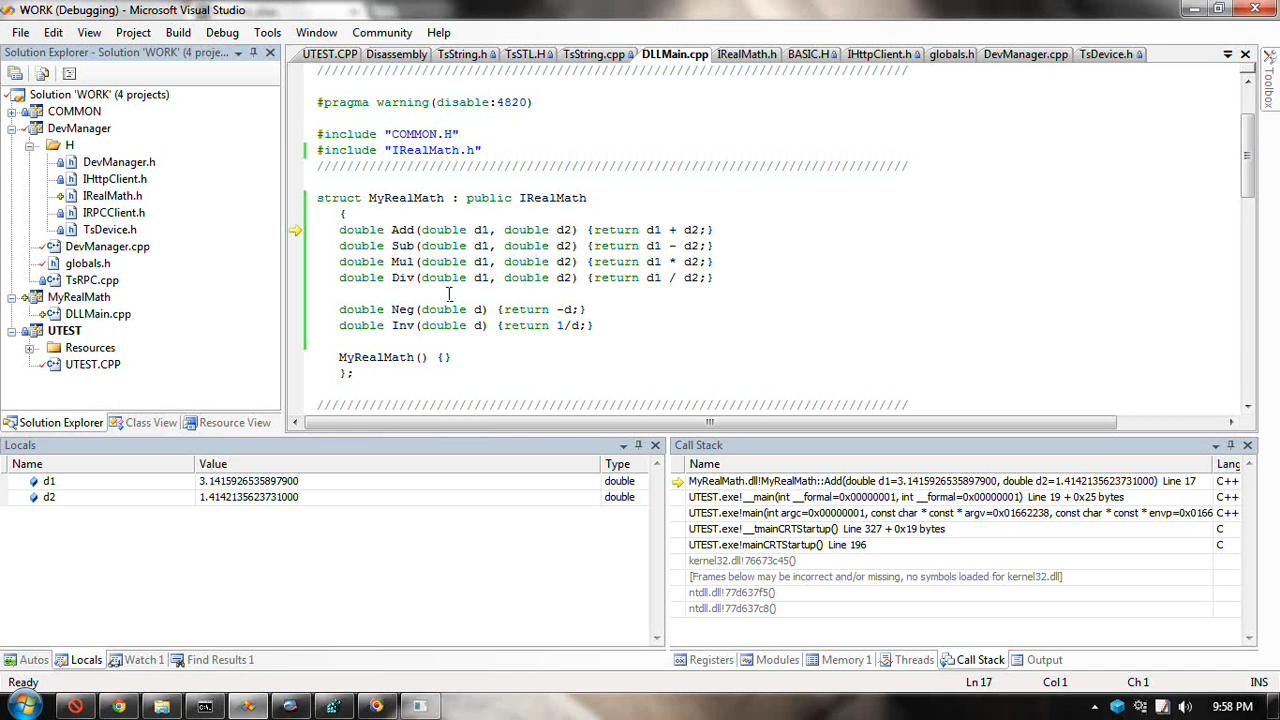 WORK (Debugging) - Microsoft Visual Studio
File Edit View Project Build Debug Tools Window Community Help
Solution Explorer - Solution 'WORK' (4 proje...
UTEST.CPP Disassembly TsString.h TsSTL.H TsString.cpp DLLMain.cpp IRealMath.h BASIC.H IHttpClient.h globals.h DevManager.cpp TsDevice.h
Toolbox
Solution 'WORK' (4 projects)
COMMON
DevManager
H
DevManager.h
IHttpClient.h
IRealMath.h
IRPCClient.h
TsDevice.h
DevManager.cpp
globals.h
TsRPC.cpp
MyRealMath
DLLMain.cpp
UTEST
Resources
UTEST.CPP
Solution Explorer Class View Resource View
////////////////////////////////////////////////////////////////////////////////
#pragma warning(disable:4820)
#include "COMMON.H"
#include "IRealMath.h"
////////////////////////////////////////////////////////////////////////////////
struct MyRealMath : public IRealMath
{
double Add(double d1, double d2) {return d1 + d2;}
double Sub(double d1, double d2) {return d1 - d2;}
double Mul(double d1, double d2) {return d1 * d2;}
double Div(double d1, double d2) {return d1 / d2;}
double Neg(double d) {return -d;}
double Inv(double d) {return 1/d;}
MyRealMath() {}
};
////////////////////////////////////////////////////////////////////////////////
Locals
Name Value Type
d1 3.1415926535897900 double
d2 1.4142135623731000 double
Autos Locals Watch 1 Find Results 1
Call Stack
Name Lang
MyRealMath.dll!MyRealMath::Add(double d1=3.1415926535897900, double d2=1.4142135623731000) Line 17 C++
UTEST.exe!__main(int __formal=0x00000001, int __formal=0x00000001) Line 19 + 0x25 bytes C++
UTEST.exe!main(int argc=0x00000001, const char * const * argv=0x01662238, const char * const * envp=0x0166 C++
UTEST.exe!__tmainCRTStartup() Line 327 + 0x19 bytes C
UTEST.exe!mainCRTStartup() Line 196 C
kernel32.dll!76673c45()
[Frames below may be incorrect and/or missing, no symbols loaded for kernel32.dll]
ntdll.dll!77d637f5()
ntdll.dll!77d637c8()
Registers Modules Memory 1 Threads Call Stack Output
Ready Ln 17 Col 1 Ch 1 INS
9:58 PM